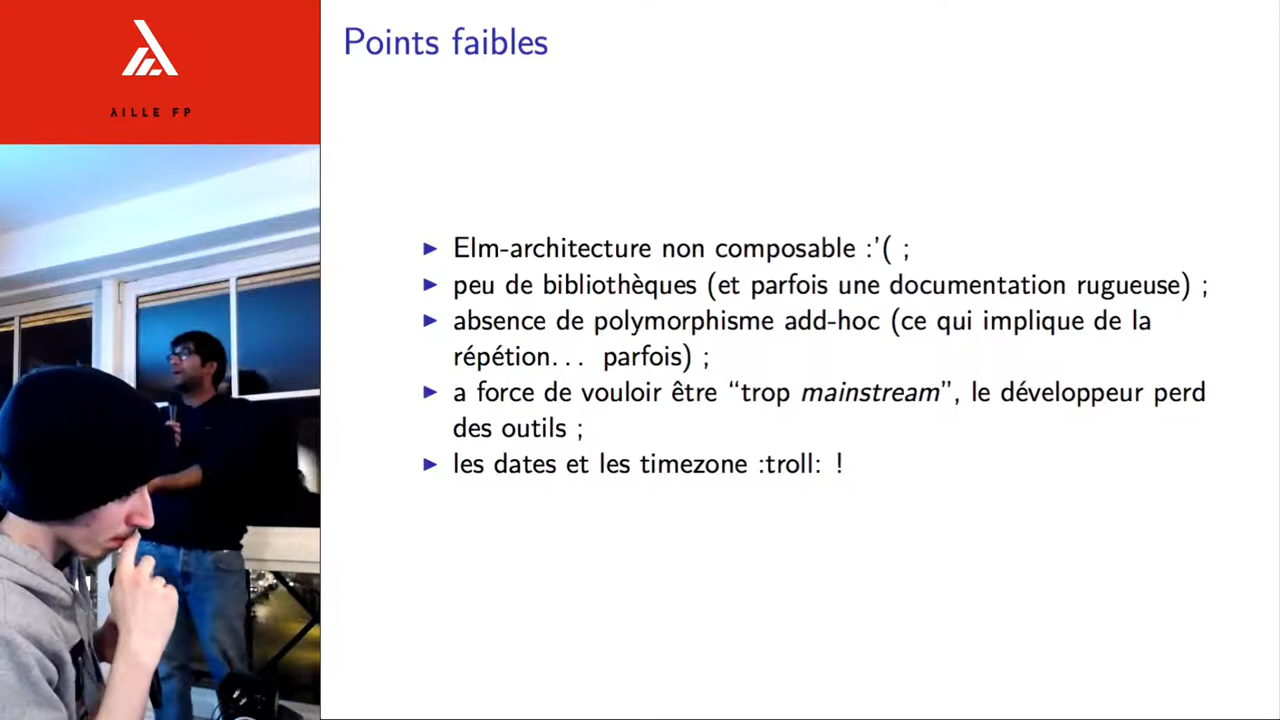 λILLE FP
Points faibles
▶ Elm-architecture non composable :'( ;
▶ peu de bibliothèques (et parfois une documentation rugueuse) ;
▶ absence de polymorphisme add-hoc (ce qui implique de la
répétion... parfois) ;
▶ a force de vouloir être “trop mainstream”, le développeur perd
des outils ;
▶ les dates et les timezone :troll: !